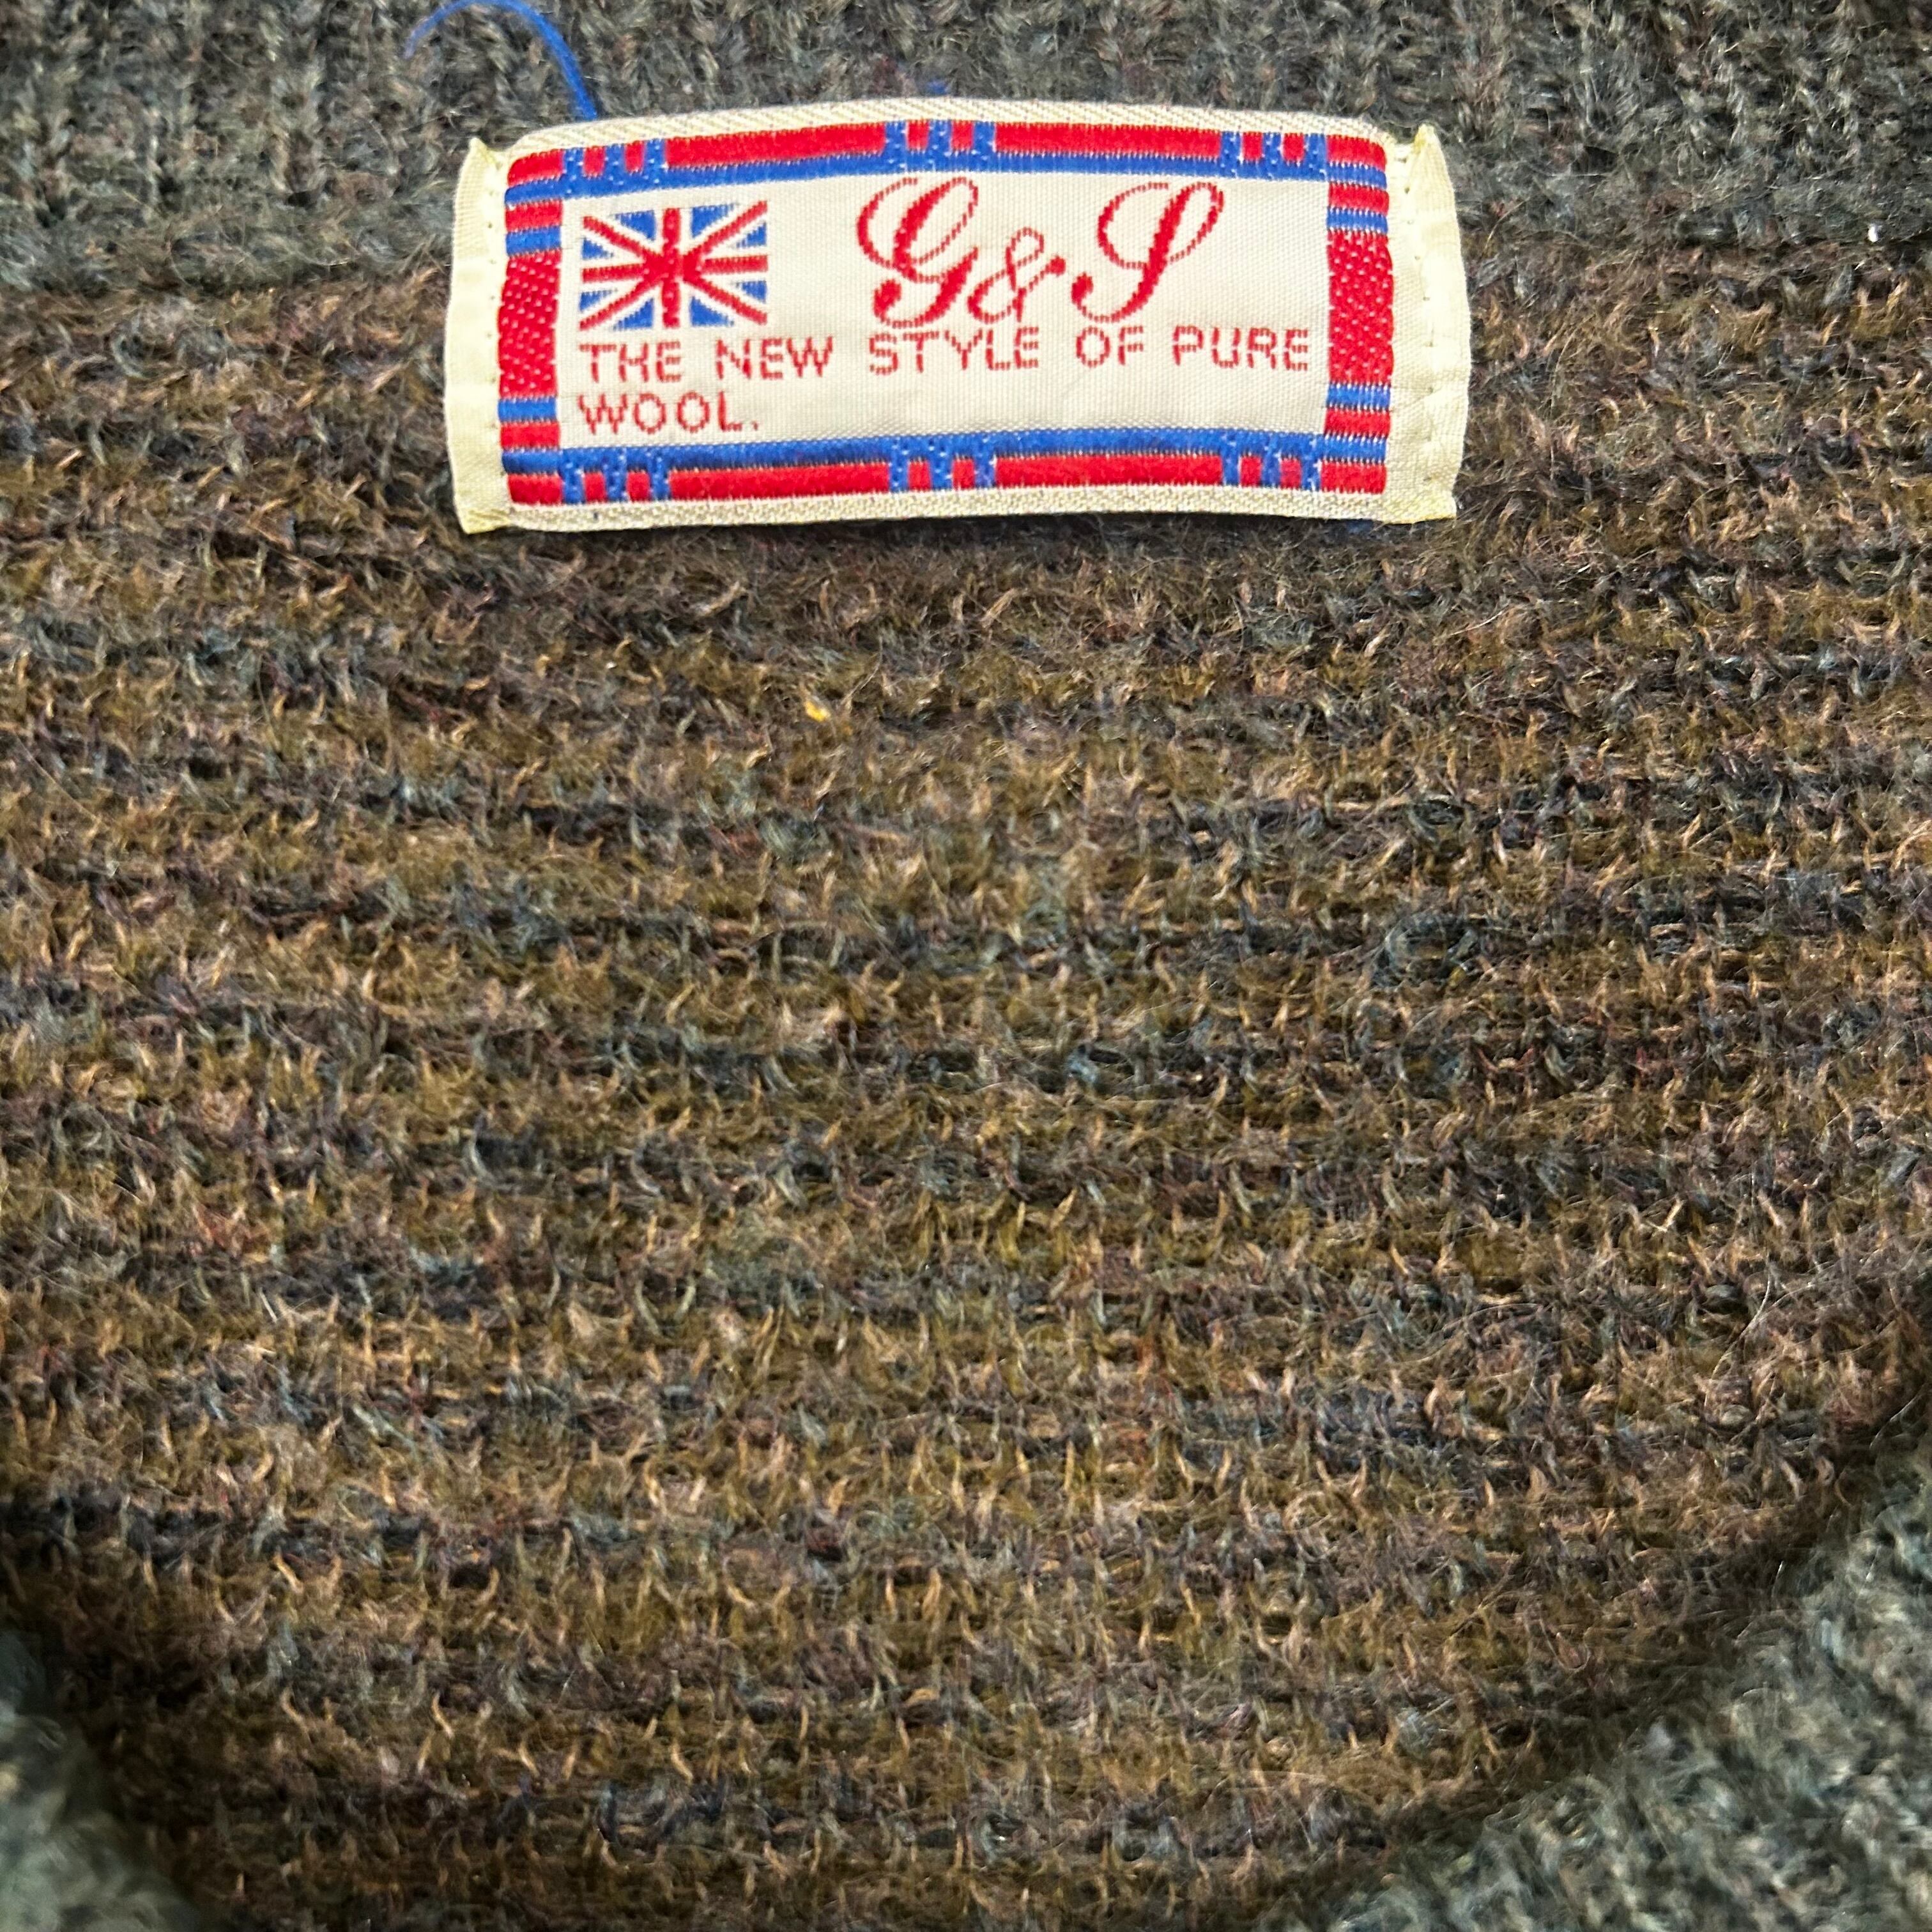 G&S
THE NEW STYLE OF PURE
WOOL.